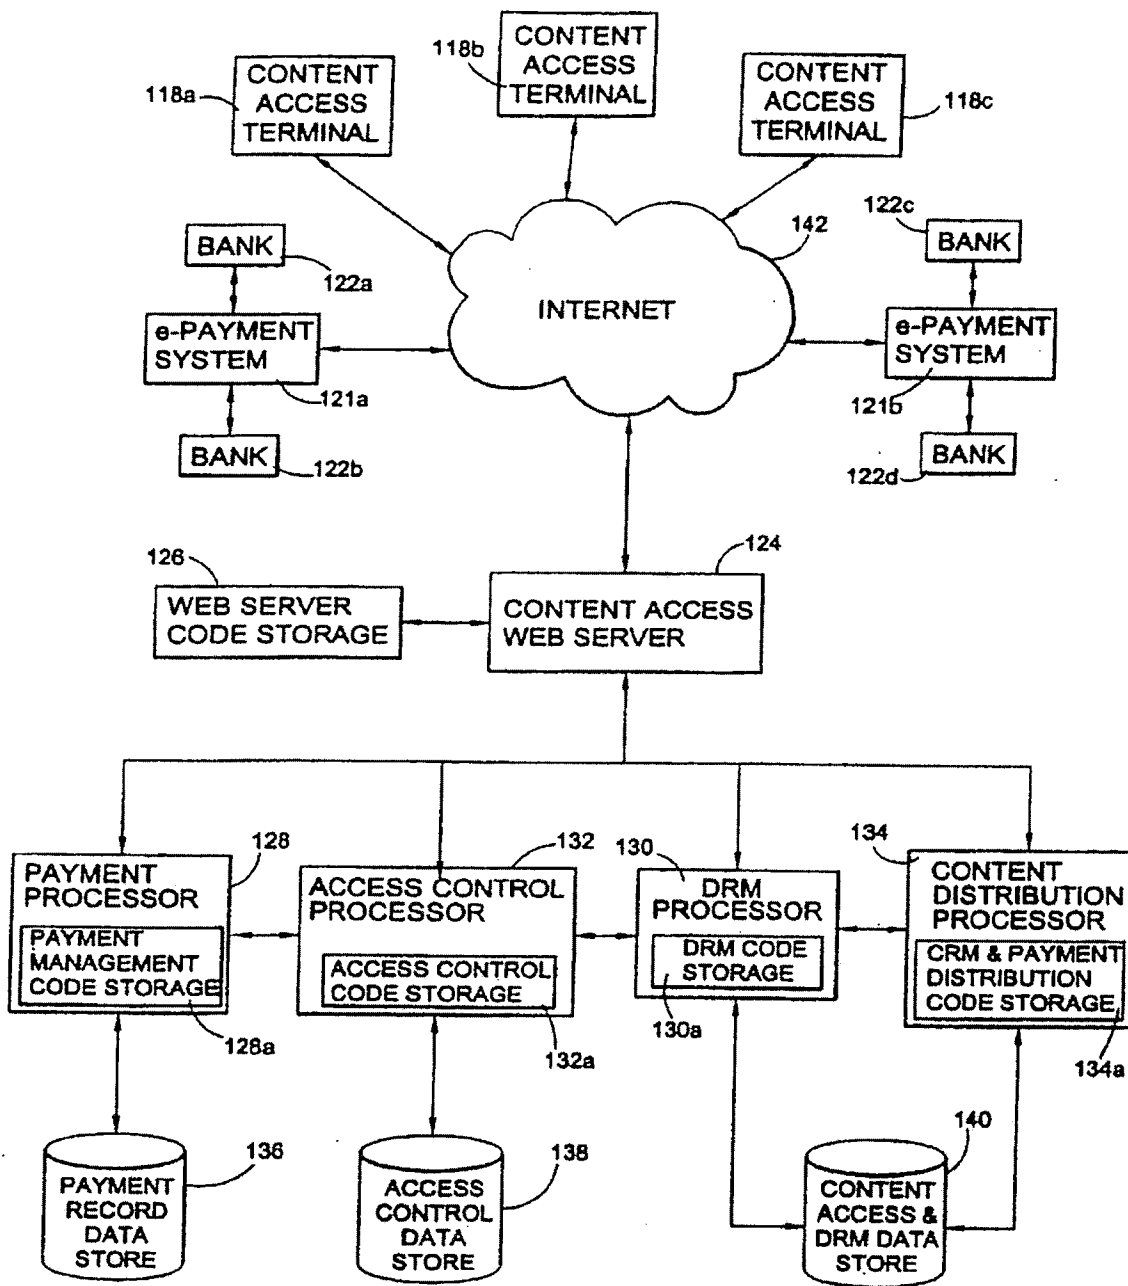 118a
CONTENT
ACCESS
TERMINAL
118b
CONTENT
ACCESS
TERMINAL
CONTENT
ACCESS
TERMINAL
118c
BANK
122a
e-PAYMENT
SYSTEM
121a
BANK
122b
INTERNET
142
122c
BANK
e-PAYMENT
SYSTEM
121b
BANK
122d
126
WEB SERVER
CODE STORAGE
124
CONTENT ACCESS
WEB SERVER
128
PAYMENT
PROCESSOR
PAYMENT
MANAGEMENT
CODE STORAGE
128a
132
ACCESS CONTROL
PROCESSOR
ACCESS CONTROL
CODE STORAGE
132a
130
DRM
PROCESSOR
DRM CODE
STORAGE
130a
134
CONTENT
DISTRIBUTION
PROCESSOR
CRM & PAYMENT
DISTRIBUTION
CODE STORAGE
134a
136
PAYMENT
RECORD
DATA
STORE
138
ACCESS
CONTROL
DATA
STORE
140
CONTENT
ACCESS &
DRM DATA
STORE